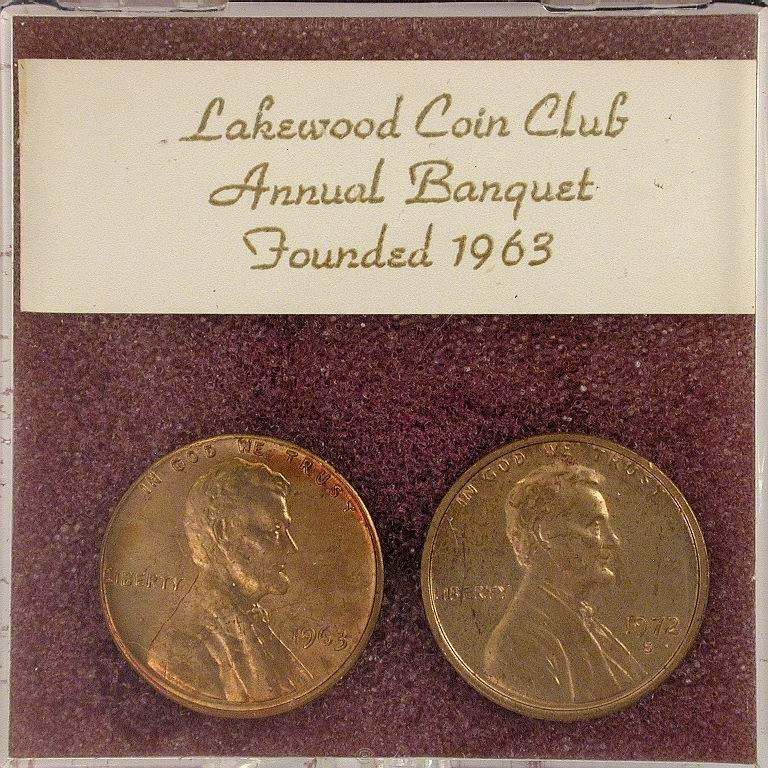 Lakewood Coin Club
Annual Banquet
Founded 1963
IN GOD WE TRUST
LIBERTY
1963
IN GOD WE TRUST
LIBERTY
1972
S